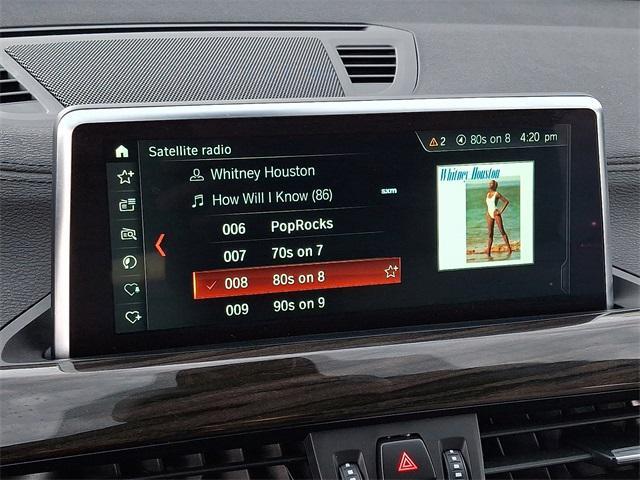 Satellite radio
2 80s on 8 4:20 pm
Whitney Houston
How Will I Know (86)
sxm
Whitney Houston
006 PopRocks
007 70s on 7
008 80s on 8
009 90s on 9